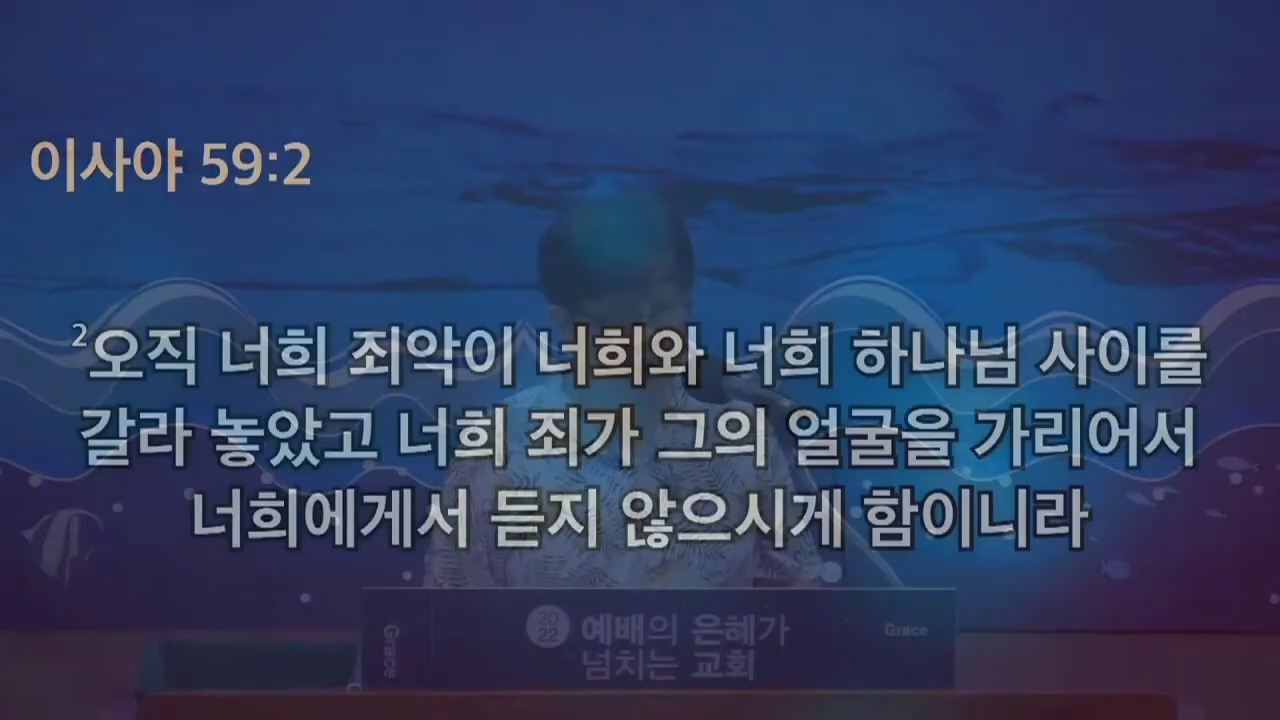 이사야 59:2
2오직 너희 죄악이 너희와 너희 하나님 사이를
갈라 놓았고 너희 죄가 그의 얼굴을 가리어서
너희에게서 듣지 않으시게 함이니라
2022 예배의 은혜가
넘치는 교회
Grace
Grace